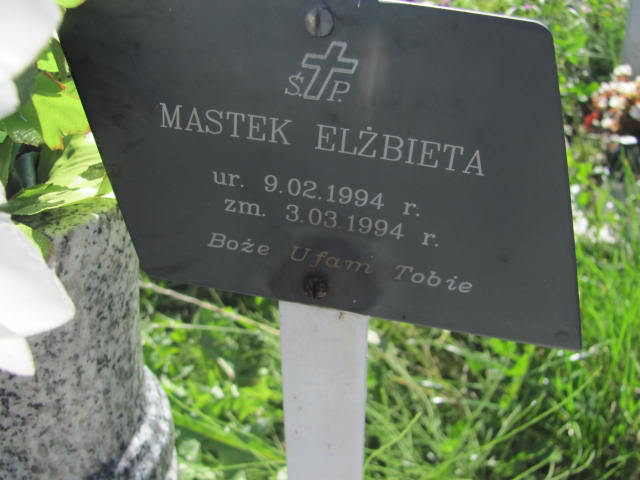 Ś.P.
MASTEK ELŻBIETA
ur. 9.02.1994 r.
zm. 3.03.1994 r.
Boże Ufam Tobie